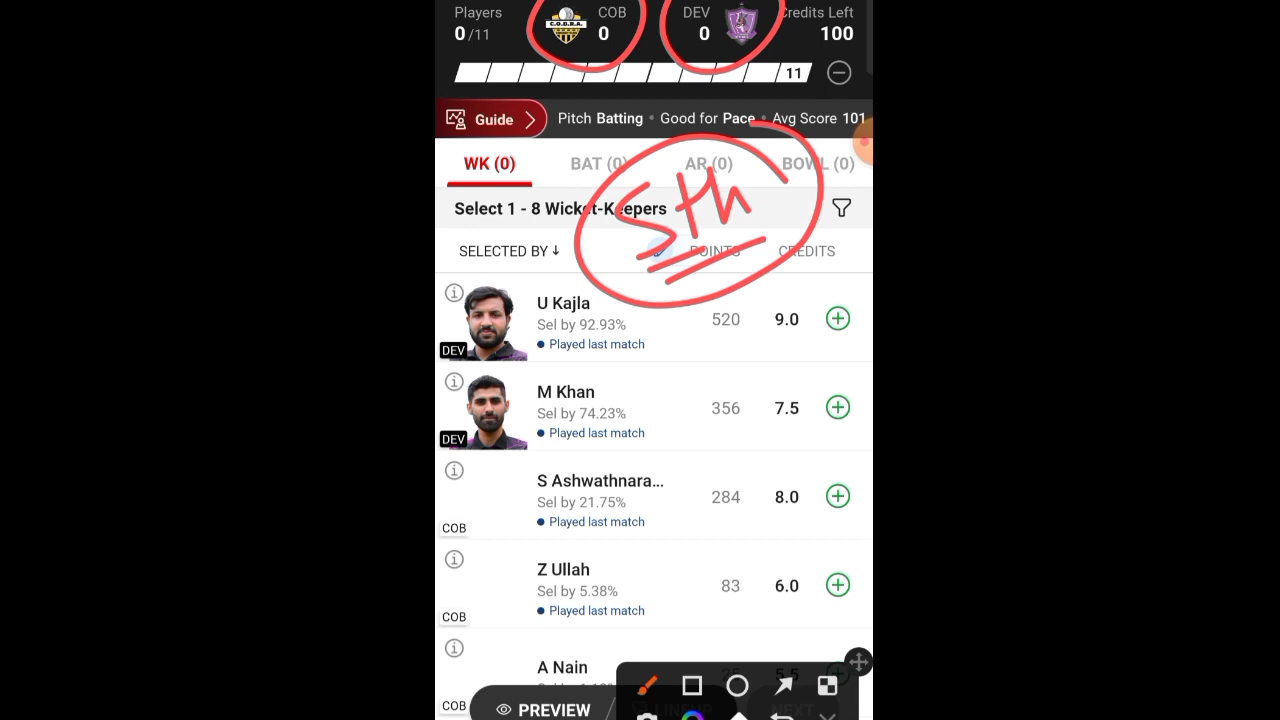 Players COB DEV Credits Left
0/11 C.O.B.R.A. 0 0 100
11
Guide Pitch Batting • Good for Pace • Avg Score 101
WK (0) BAT (0) AR (0) BOWL (0)
5th
Select 1 - 8 Wicket-Keepers
SELECTED BY POINTS CREDITS
U Kajla
Sel by 92.93% 520 9.0
DEV Played last match
M Khan
Sel by 74.23% 356 7.5
DEV Played last match
S Ashwathnara...
Sel by 21.75% 284 8.0
COB Played last match
Z Ullah
Sel by 5.38% 83 6.0
COB Played last match
A Nain
COB
PREVIEW LINEUP NEXT